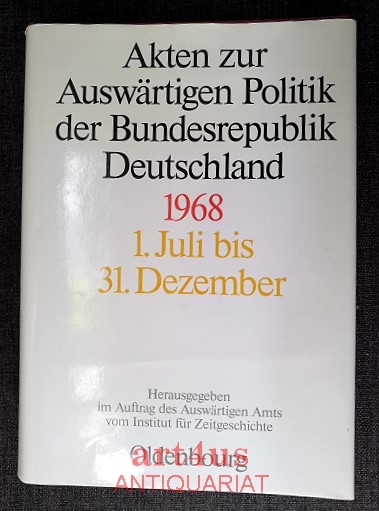 Akten zur
Auswärtigen Politik
der Bundesrepublik
Deutschland
1968
1. Juli bis
31. Dezember
Herausgegeben
im Auftrag des Auswärtigen Amts
vom Institut für Zeitgeschichte
Oldenbourg
art4us
ANTIQUARIAT